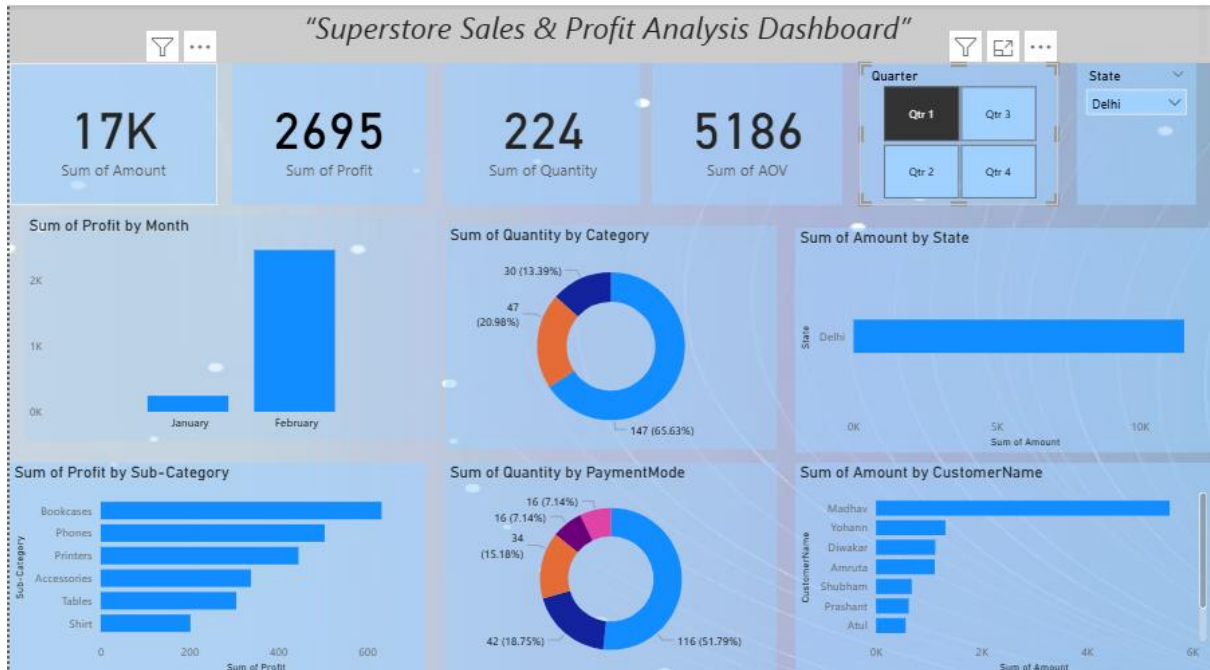 “Superstore Sales & Profit Analysis Dashboard”
17K
Sum of Amount
2695
Sum of Profit
224
Sum of Quantity
5186
Sum of AOV
Quarter
Qtr 1
Qtr 3
Qtr 2
Qtr 4
State
Delhi
Sum of Profit by Month
2K
1K
0K
January
February
Sum of Quantity by Category
30 (13.39%)
47
(20.98%)
147 (65.63%)
Sum of Amount by State
State
Delhi
0K
5K
10K
Sum of Amount
Sum of Profit by Sub-Category
Sub-Category
Bookcases
Phones
Printers
Accessories
Tables
Shirt
0
200
400
600
Sum of Profit
Sum of Quantity by PaymentMode
16 (7.14%)
16 (7.14%)
34
(15.18%)
42 (18.75%)
116 (51.79%)
Sum of Amount by CustomerName
CustomerName
Madhav
Yohann
Diwakar
Amruta
Shubham
Prashant
Atul
0K
2K
4K
6K
Sum of Amount